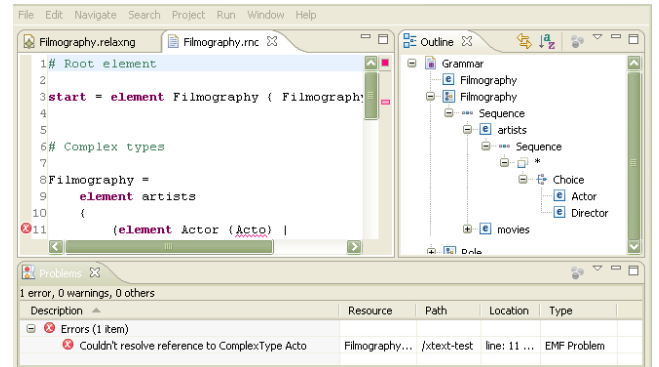 File Edit Navigate Search Project Run Window Help
Filmography.relaxng Filmography.rnc
1# Root element
2
3start = element Filmography { Filmography
4
5
6# Complex types
7
8Filmography =
9 element artists
10 {
11 (element Actor {Acto} |
Outline
Grammar
Filmography
Filmography
Sequence
artists
Sequence
*
Choice
Actor
Director
movies
Role
Problems
1 error, 0 warnings, 0 others
Description Resource Path Location Type
Errors (1 item)
Couldn't resolve reference to ComplexType Acto Filmography... /xtext-test line: 11 ... EMF Problem